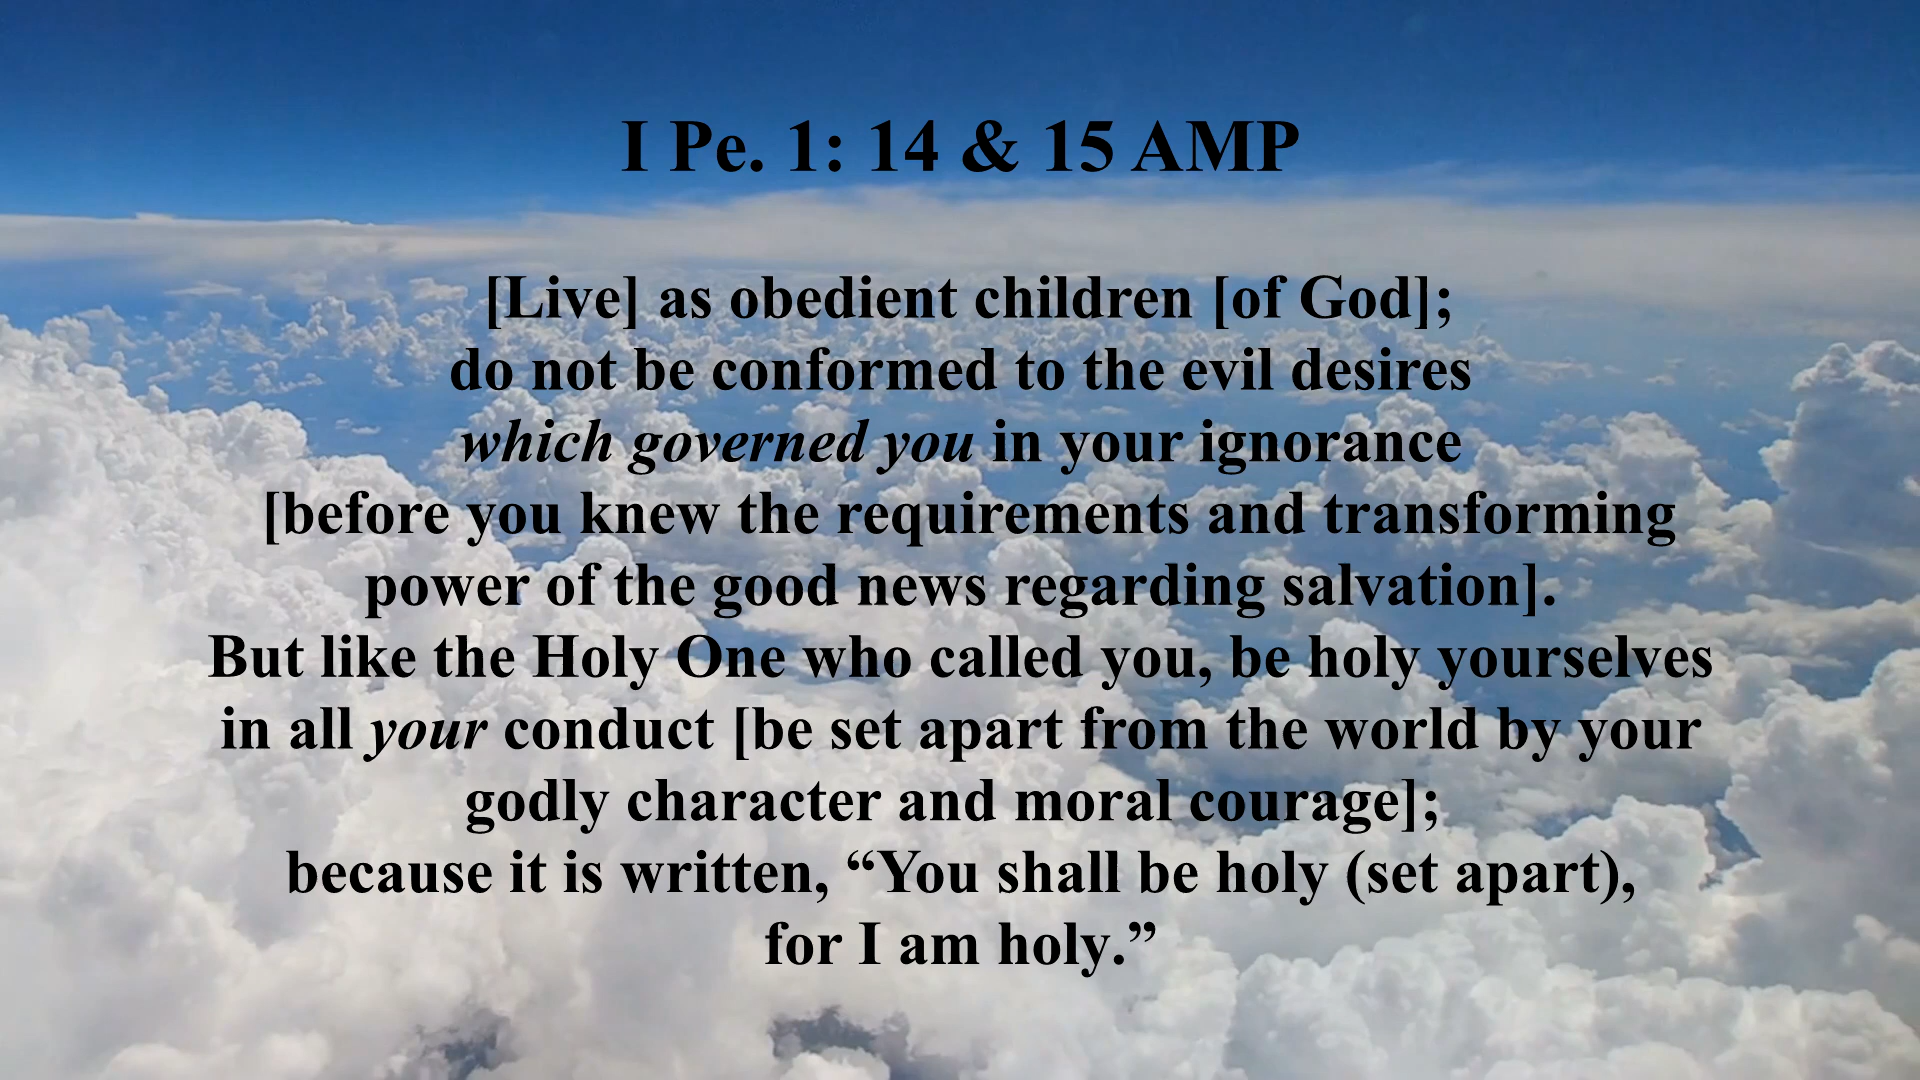 I Pe. 1: 14 & 15 AMP
[Live] as obedient children [of God];
do not be conformed to the evil desires
which governed you in your ignorance
[before you knew the requirements and transforming
power of the good news regarding salvation].
But like the Holy One who called you, be holy yourselves
in all your conduct [be set apart from the world by your
godly character and moral courage];
because it is written, “You shall be holy (set apart),
for I am holy.”